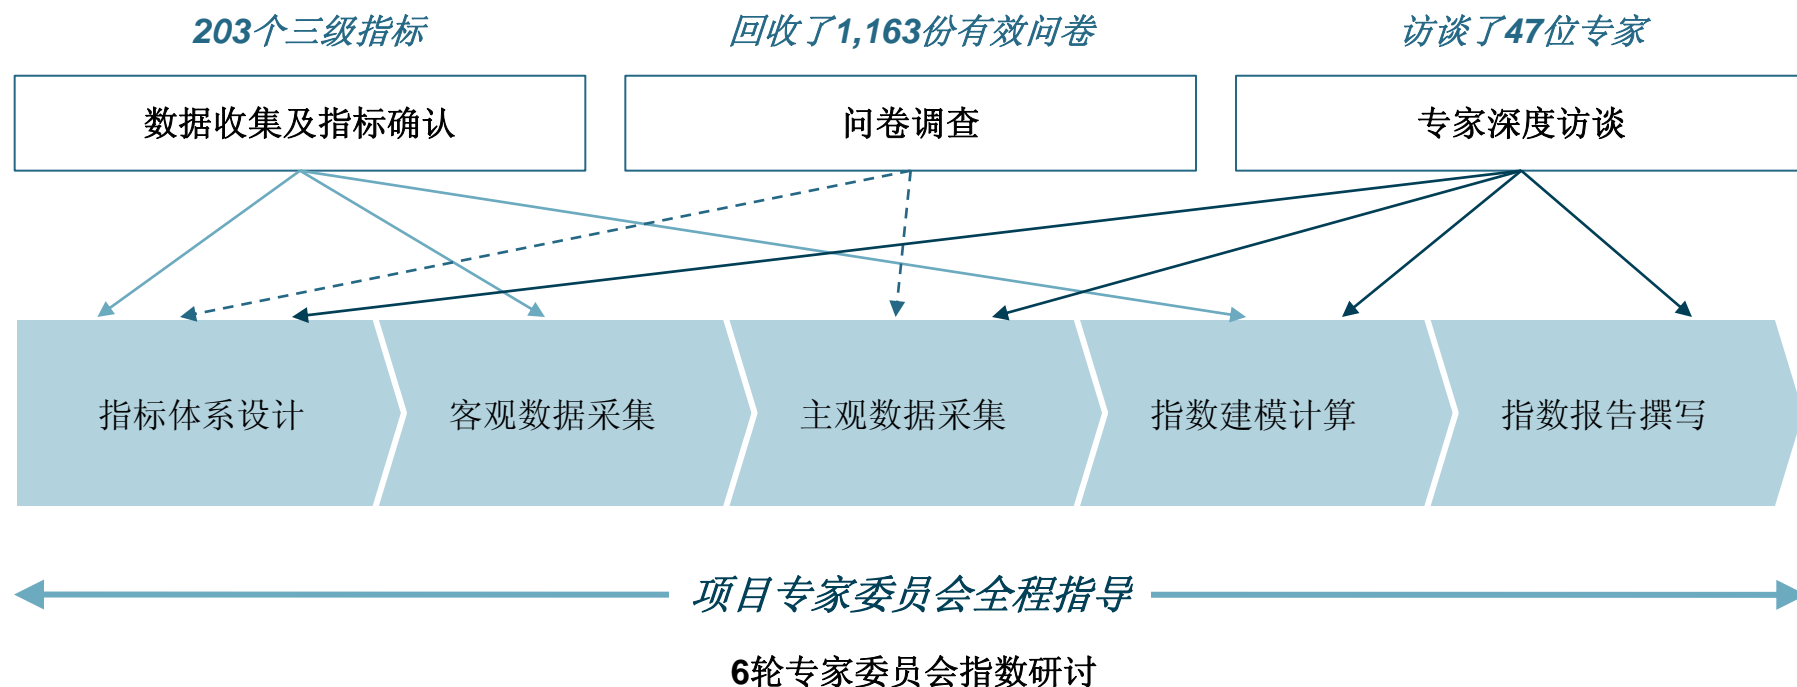 203个三级指标
回收了1,163份有效问卷
访谈了47位专家
数据收集及指标确认
问卷调查
专家深度访谈
指标体系设计
客观数据采集
主观数据采集
指数建模计算
指数报告撰写
项目专家委员会全程指导
6轮专家委员会指数研讨